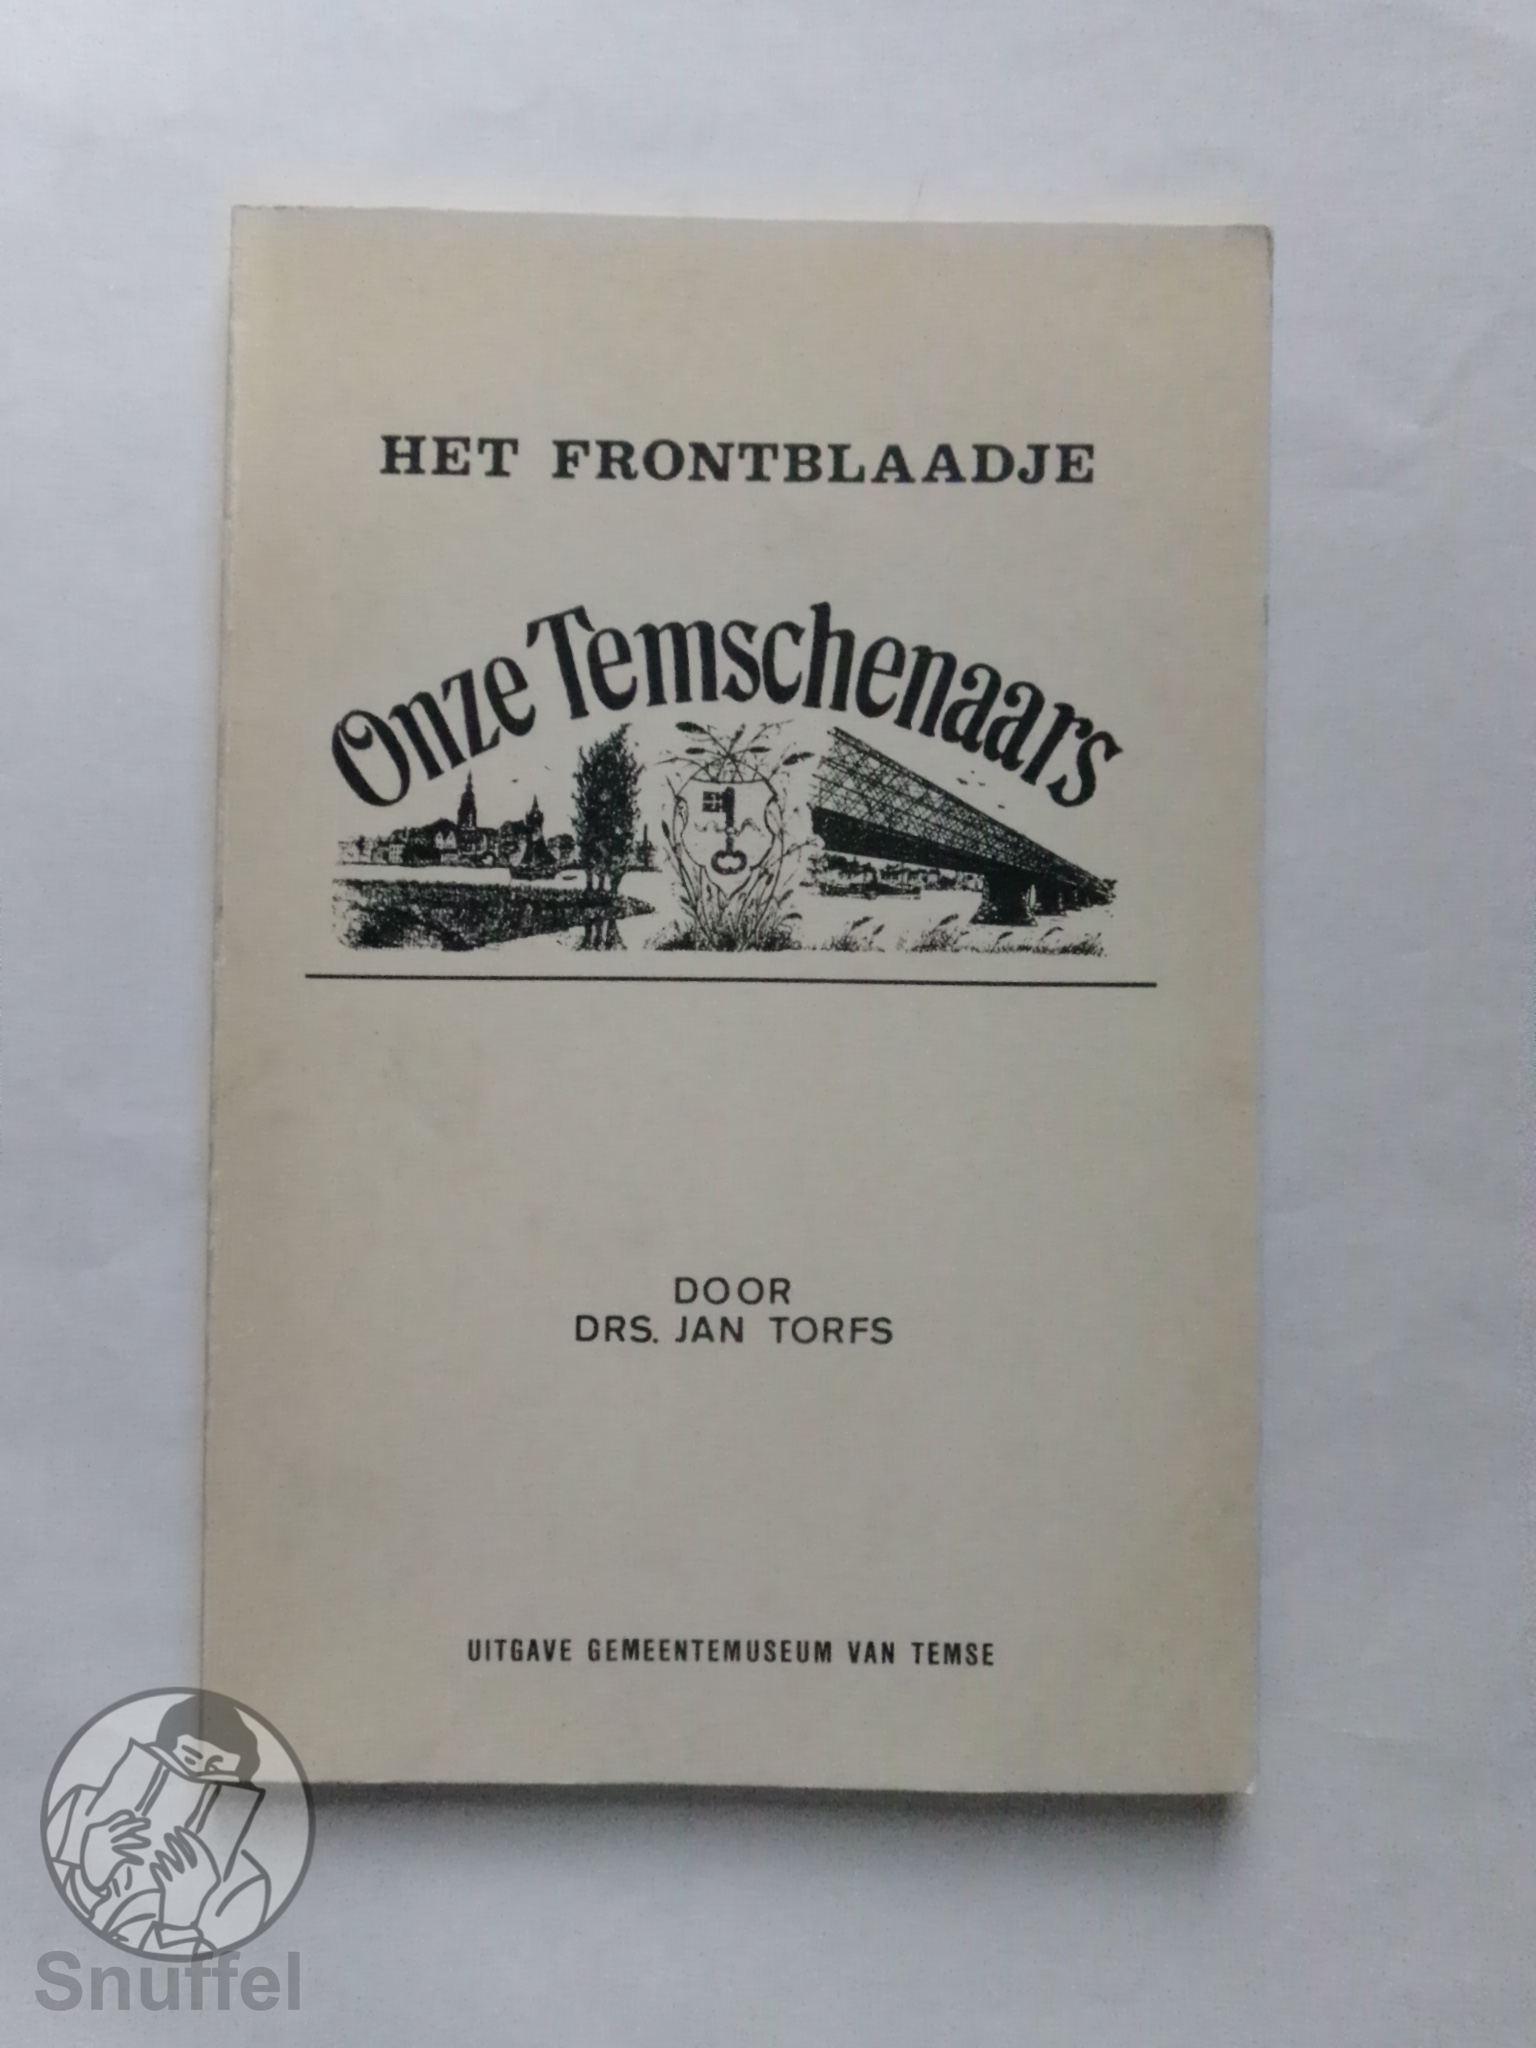 HET FRONTBLAADJE
Onze Temschenaars
DOOR
DRS. JAN TORFS
UITGAVE GEMEENTEMUSEUM VAN TEMSE
Snuffel